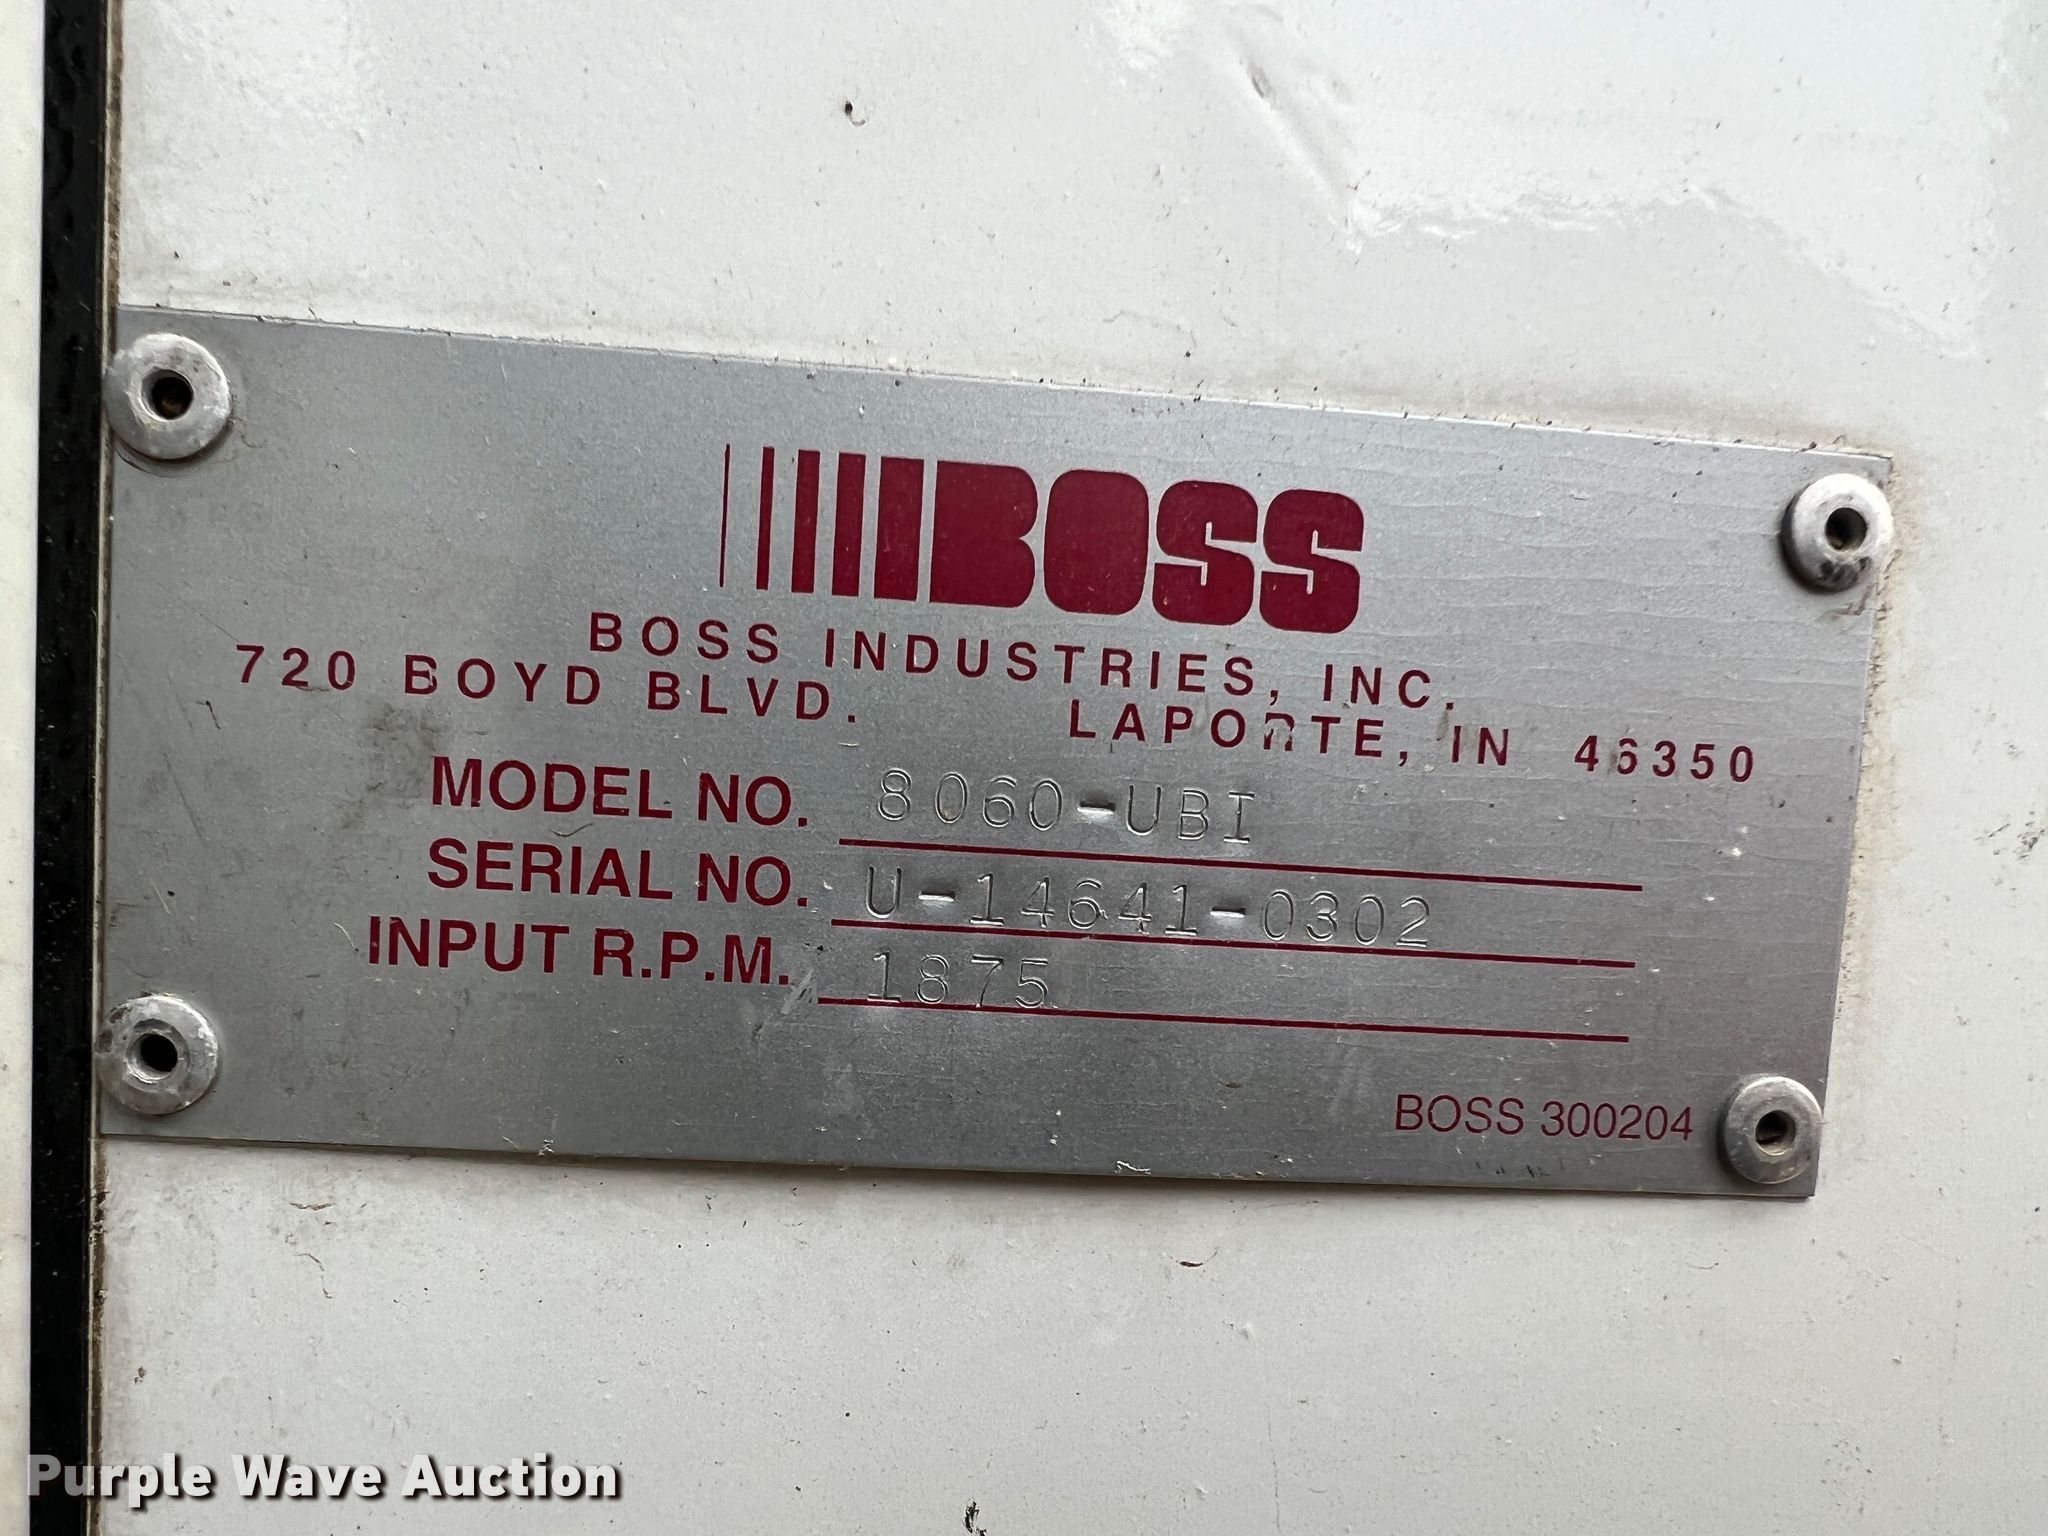 BOSS
BOSS INDUSTRIES, INC.
720 BOYD BLVD. LAPORTE, IN 46350
MODEL NO. 8060-UBI
SERIAL NO. U-14641-0302
INPUT R.P.M. 1875
BOSS 300204
Purple Wave Auction